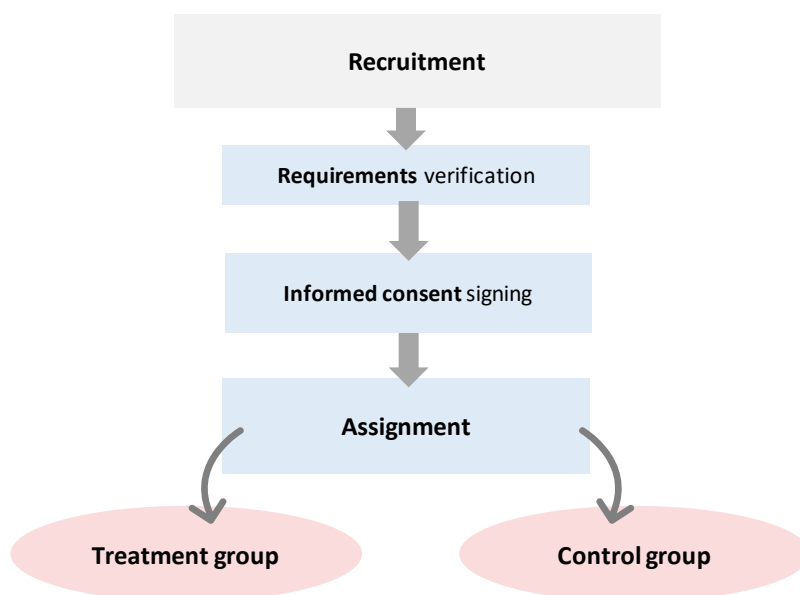 Recruitment
Requirements verification
Informed consent signing
Assignment
Treatment group
Control group